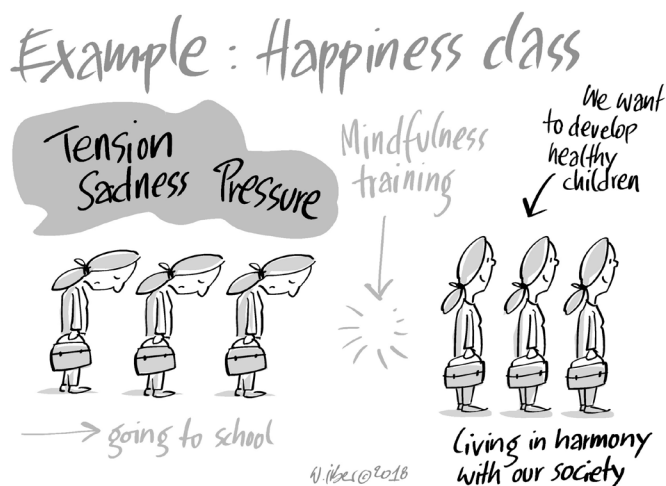 Example : Happiness class
Tension
Sadness Pressure
Mindfulness
training
We want
to develop
healthy
children
going to school
Living in harmony
with our society
©2018